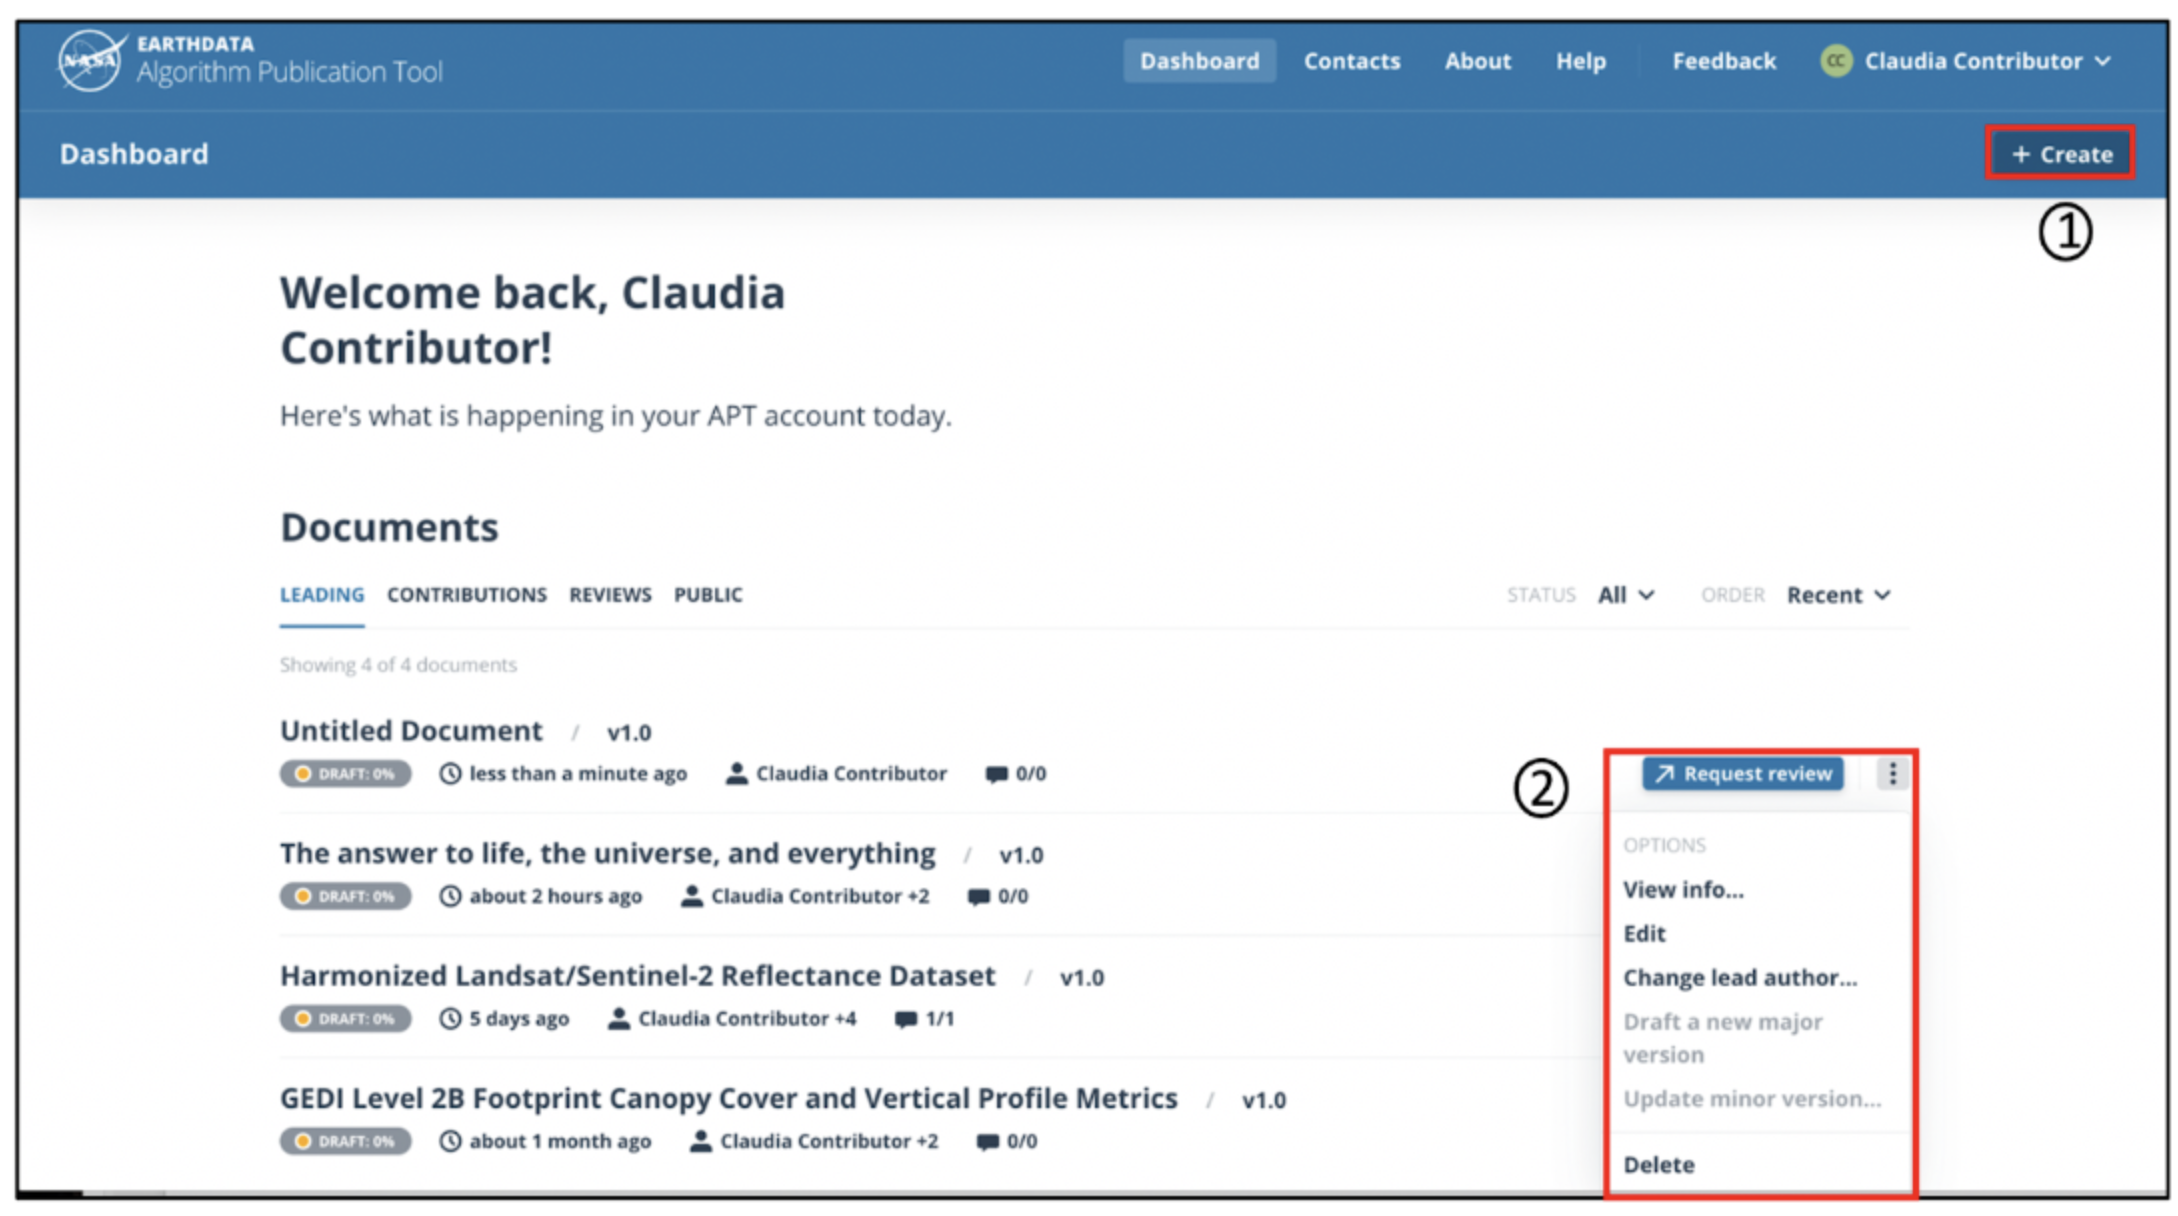 NASA
EARTHDATA
Algorithm Publication Tool
Dashboard Contacts About Help Feedback CC Claudia Contributor
Dashboard
+ Create
①
Welcome back, Claudia
Contributor!
Here's what is happening in your APT account today.
Documents
LEADING CONTRIBUTIONS REVIEWS PUBLIC
STATUS All ORDER Recent
Showing 4 of 4 documents
Untitled Document / v1.0
DRAFT: 0% less than a minute ago Claudia Contributor 0/0
②
Request review
The answer to life, the universe, and everything / v1.0
DRAFT: 0% about 2 hours ago Claudia Contributor +2 0/0
Harmonized Landsat/Sentinel-2 Reflectance Dataset / v1.0
DRAFT: 0% 5 days ago Claudia Contributor +4 1/1
GEDI Level 2B Footprint Canopy Cover and Vertical Profile Metrics / v1.0
DRAFT: 0% about 1 month ago Claudia Contributor +2 0/0
OPTIONS
View info...
Edit
Change lead author...
Draft a new major
version
Update minor version...
Delete